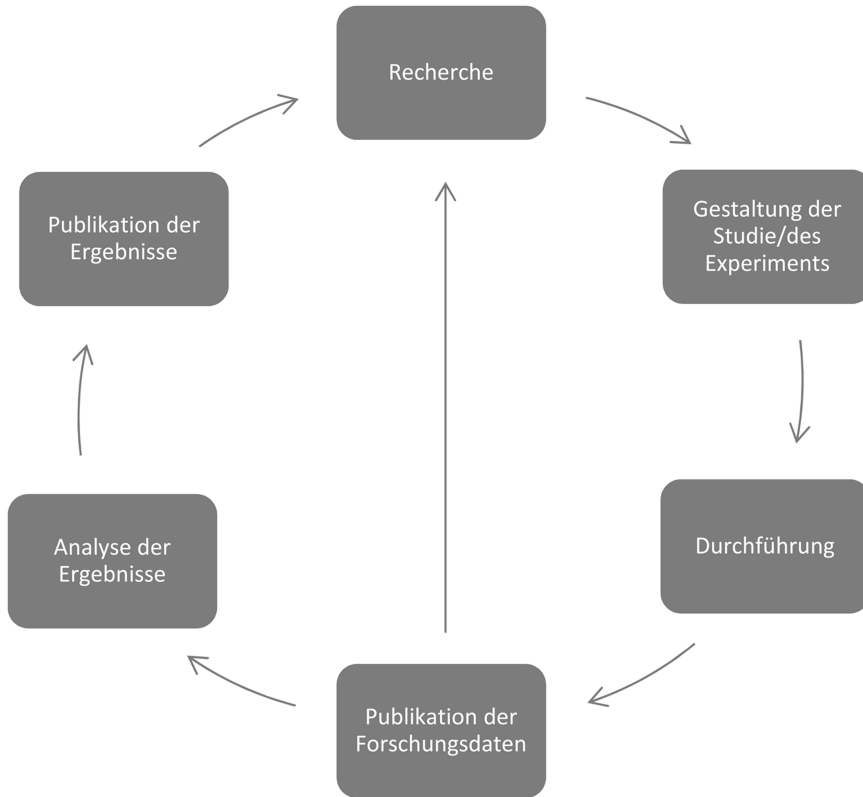 Recherche
Gestaltung der
Studie/des
Experiments
Durchführung
Publikation der
Forschungsdaten
Analyse der
Ergebnisse
Publikation der
Ergebnisse